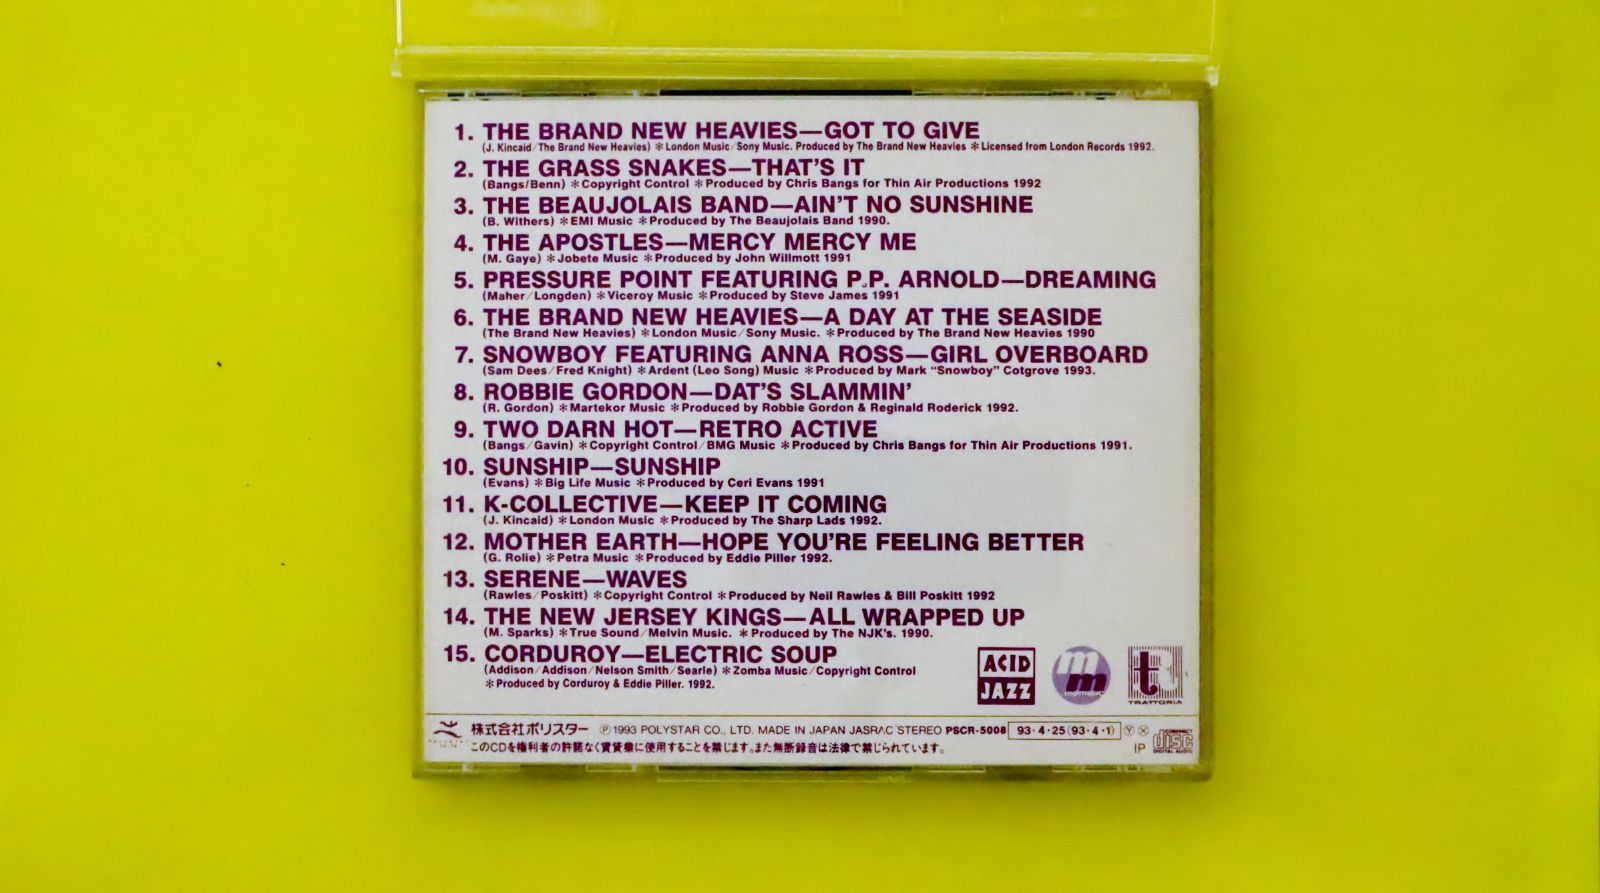 1. THE BRAND NEW HEAVIES—GOT TO GIVE
(J. Kincaid/The Brand New Heavies) *London Music/Sony Music. Produced by The Brand New Heavies *Licensed from London Records 1992.
2. THE GRASS SNAKES—THAT'S IT
(Bangs/Benn) *Copyright Control *Produced by Chris Bangs for Thin Air Productions 1992
3. THE BEAUJOLAIS BAND—AIN'T NO SUNSHINE
(B. Withers) *EMI Music *Produced by The Beaujolais Band 1990.
4. THE APOSTLES—MERCY MERCY ME
(M. Gaye) *Jobete Music *Produced by John Willmott 1991
5. PRESSURE POINT FEATURING P.P. ARNOLD—DREAMING
(Maher/Longden) *Viceroy Music *Produced by Steve James 1991
6. THE BRAND NEW HEAVIES—A DAY AT THE SEASIDE
(The Brand New Heavies) *London Music/Sony Music. *Produced by The Brand New Heavies 1990
7. SNOWBOY FEATURING ANNA ROSS—GIRL OVERBOARD
(Sam Dees/Fred Knight) *Ardent (Leo Song) Music *Produced by Mark “Snowboy” Cotgrove 1993.
8. ROBBIE GORDON—DAT'S SLAMMIN'
(R. Gordon) *Martekor Music *Produced by Robbie Gordon & Reginald Roderick 1992.
9. TWO DARN HOT—RETRO ACTIVE
(Bangs/Gavin) *Copyright Control/BMG Music *Produced by Chris Bangs for Thin Air Productions 1991.
10. SUNSHIP—SUNSHIP
(Evans) *Big Life Music *Produced by Ceri Evans 1991
11. K-COLLECTIVE—KEEP IT COMING
(J. Kincaid) *London Music *Produced by The Sharp Lads 1992.
12. MOTHER EARTH—HOPE YOU'RE FEELING BETTER
(G. Rolie) *Petra Music *Produced by Eddie Piller 1992.
13. SERENE—WAVES
(Rawles/Poskitt) *Copyright Control *Produced by Neil Rawles & Bill Poskitt 1992
14. THE NEW JERSEY KINGS—ALL WRAPPED UP
(M. Sparks) *True Sound/Melvin Music. *Produced by The NJK's. 1990.
15. CORDUROY—ELECTRIC SOUP
(Addison/Addison/Nelson Smith/Searle) *Zomba Music/Copyright Control
*Produced by Corduroy & Eddie Piller. 1992.
ACID JAZZ
mm
t
TRATTORIA
株式会社ポリスター ℗1993 POLYSTAR CO., LTD. MADE IN JAPAN JASRAC STEREO PSCR-5008 93・4・25(93・4・1) Ⓨ Ⓧ
このCDを権利者の許諾なく賃貸業に使用することを禁じます。また無断録音は法律で禁じられています。
IP COMPACT disc DIGITAL AUDIO